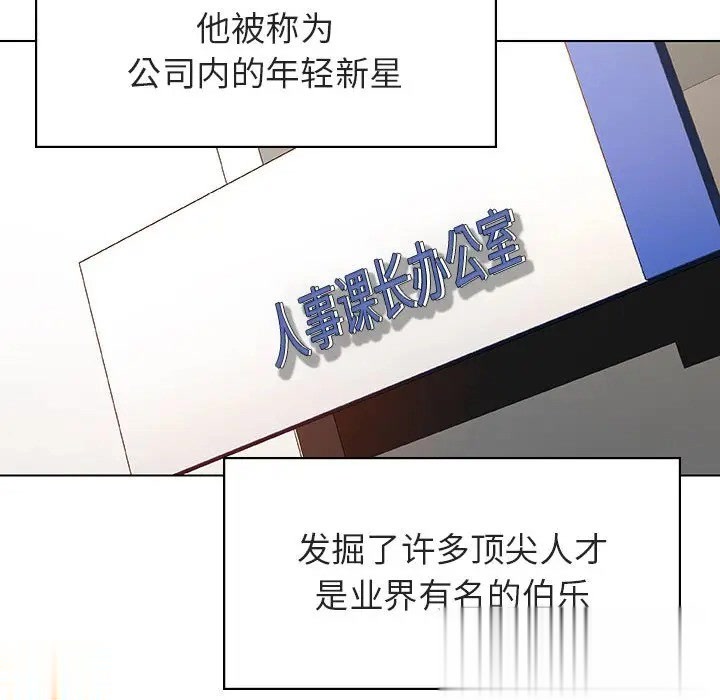 他被称为
公司内的年轻新星
人事课长办公室
发掘了许多顶尖人才
是业界有名的伯乐